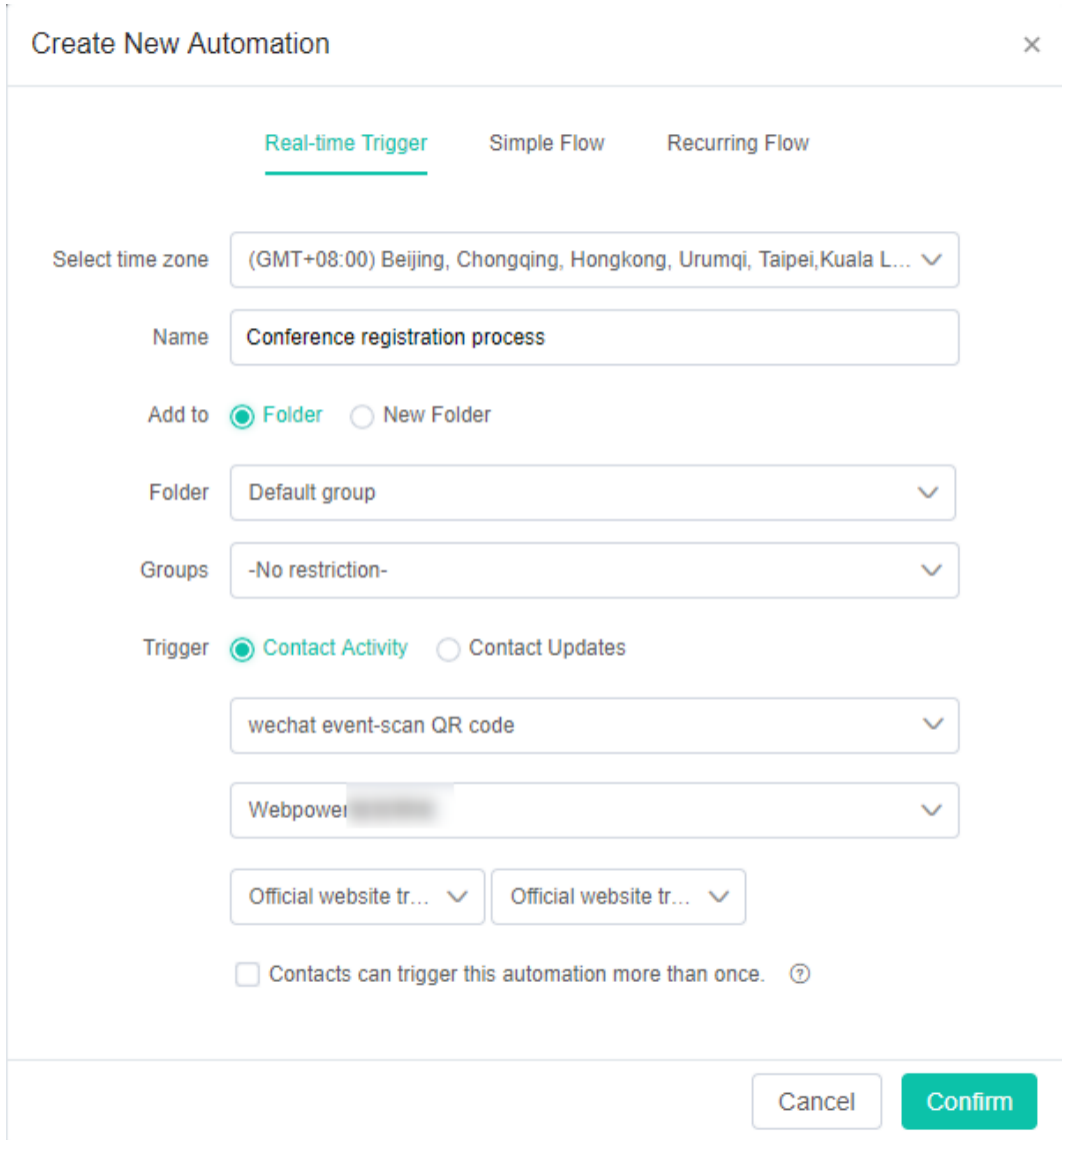 Create New Automation
Real-time Trigger Simple Flow Recurring Flow
Select time zone (GMT+08:00) Beijing, Chongqing, Hongkong, Urumqi, Taipei,Kuala L...
Name Conference registration process
Add to Folder New Folder
Folder Default group
Groups -No restriction-
Trigger Contact Activity Contact Updates
wechat event-scan QR code
Webpower
Official website tr... Official website tr...
Contacts can trigger this automation more than once. ?
Cancel Confirm